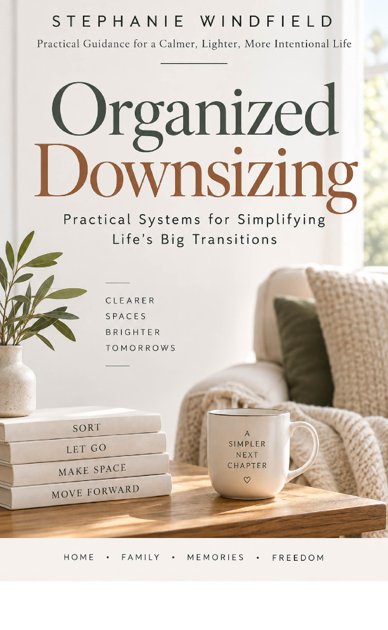 STEPHANIE WINDFIELD
Practical Guidance for a Calmer, Lighter, More Intentional Life
Organized
Downsizing
Practical Systems for Simplifying
Life's Big Transitions
CLEARER
SPACES
BRIGHTER
TOMORROWS
SORT
LET GO
MAKE SPACE
MOVE FORWARD
A
SIMPLER
NEXT
CHAPTER
HOME • FAMILY • MEMORIES • FREEDOM